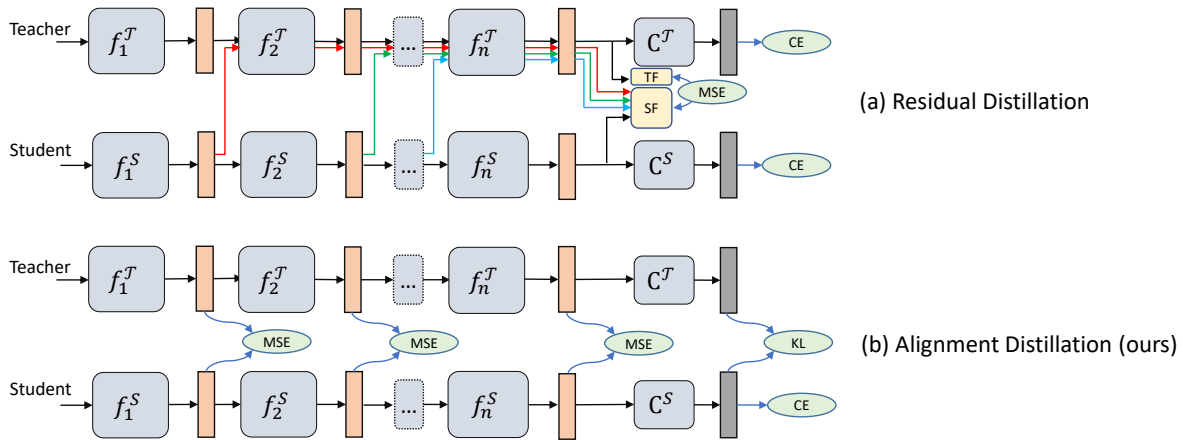 Teacher
f₁ᵀ
f₂ᵀ
...
fₙᵀ
Cᵀ
CE
TF
MSE
SF
(a) Residual Distillation
Student
f₁ˢ
f₂ˢ
...
fₙˢ
Cˢ
CE
Teacher
f₁ᵀ
f₂ᵀ
...
fₙᵀ
Cᵀ
MSE
MSE
MSE
KL
(b) Alignment Distillation (ours)
Student
f₁ˢ
f₂ˢ
...
fₙˢ
Cˢ
CE